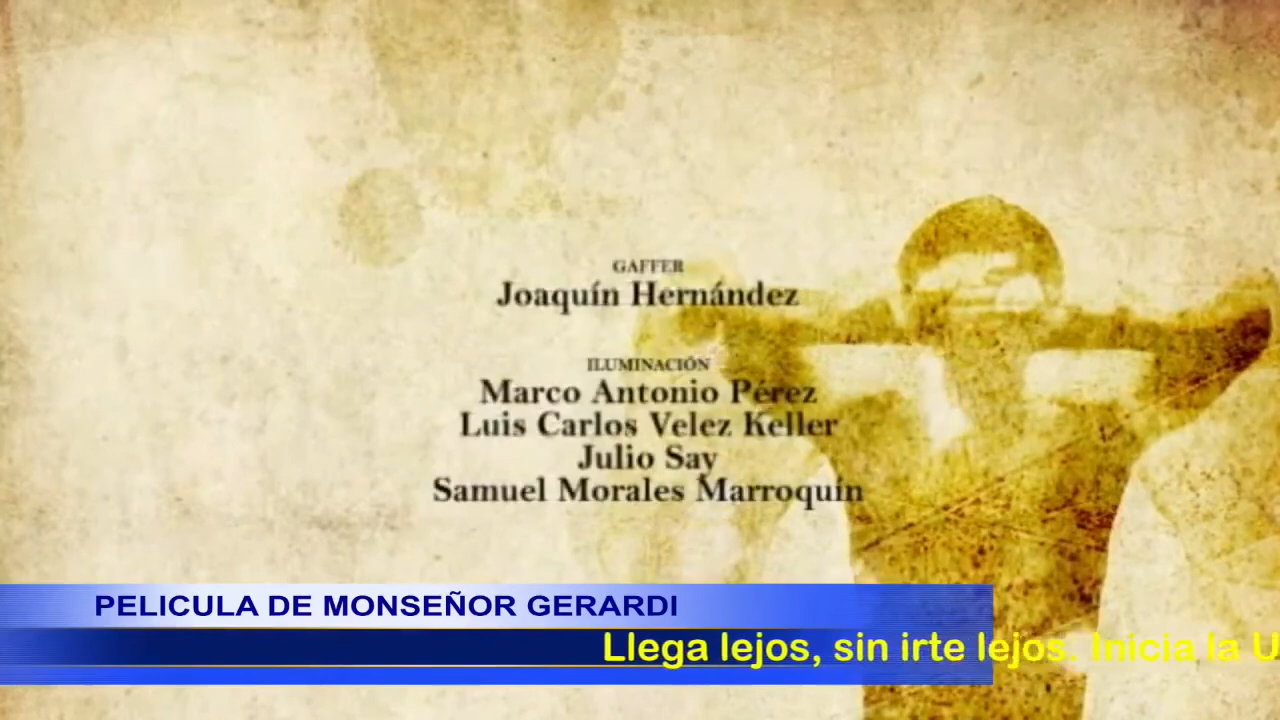 GAFFER
Joaquín Hernández
ILUMINACIÓN
Marco Antonio Pérez
Luis Carlos Velez Keller
Julio Say
Samuel Morales Marroquín
PELICULA DE MONSEÑOR GERARDI
Llega lejos, sin irte lejos. Inicia la U